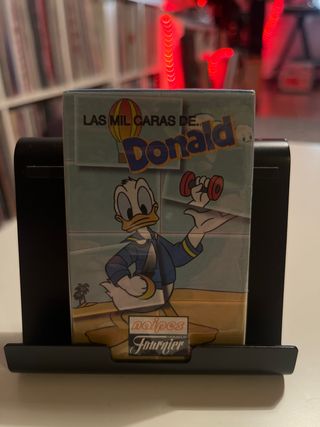 LAS MIL CARAS DE...
Donald
naipes
Fournier